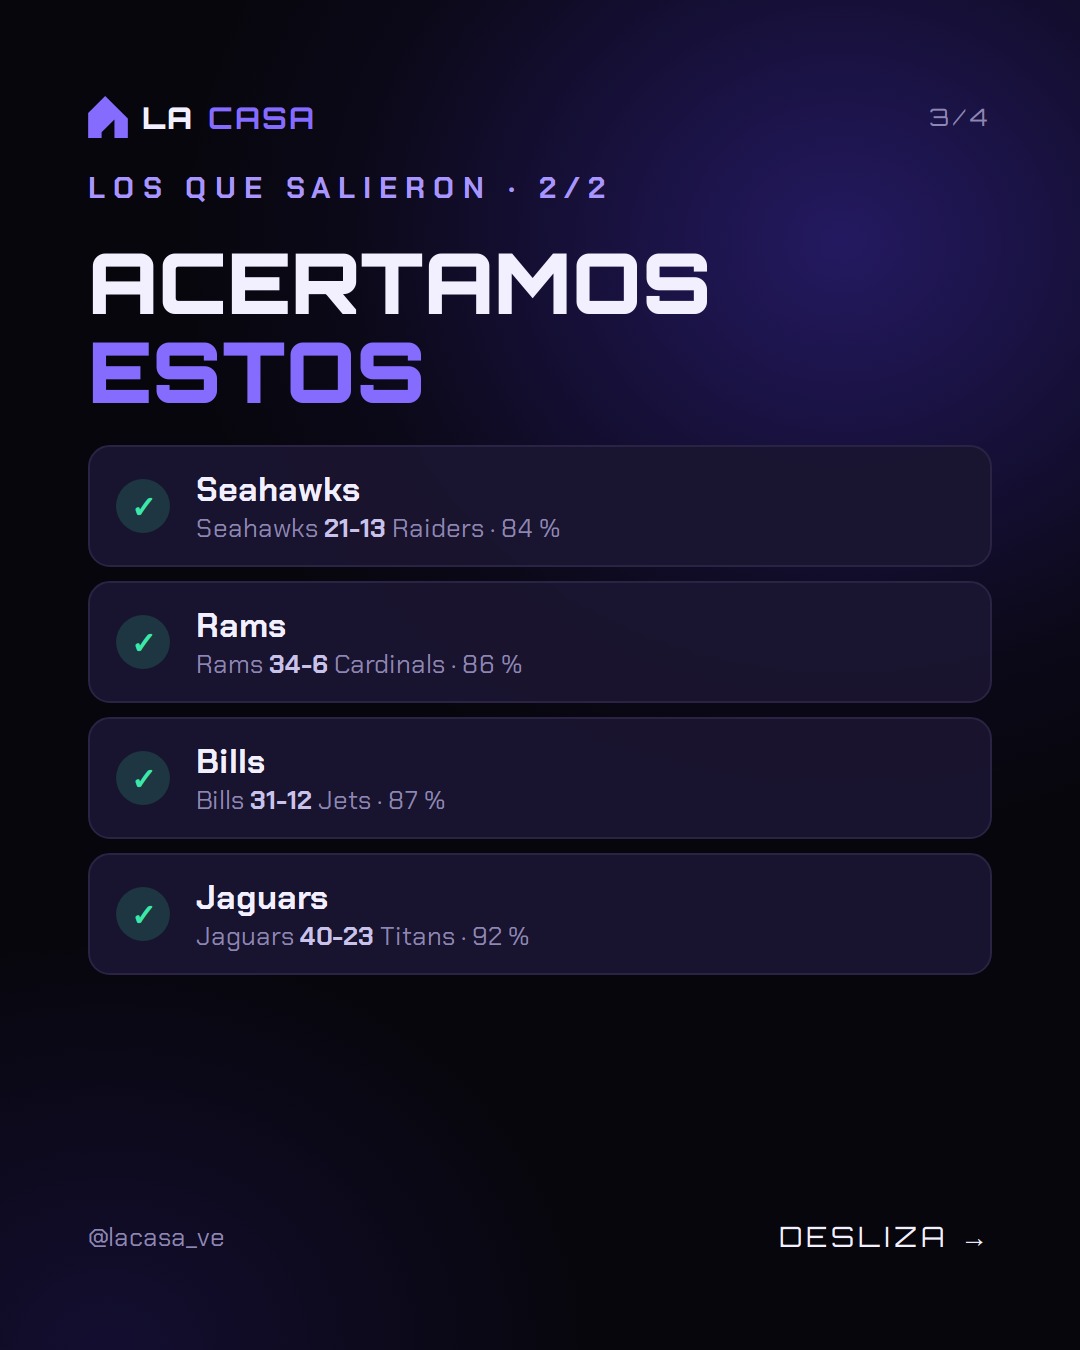 LA CASA
3/4
LOS QUE SALIERON · 2/2
ACERTAMOS
ESTOS
✓
Seahawks
Seahawks 21-13 Raiders · 84 %
✓
Rams
Rams 34-6 Cardinals · 86 %
✓
Bills
Bills 31-12 Jets · 87 %
✓
Jaguars
Jaguars 40-23 Titans · 92 %
@lacasa_ve
DESLIZA →